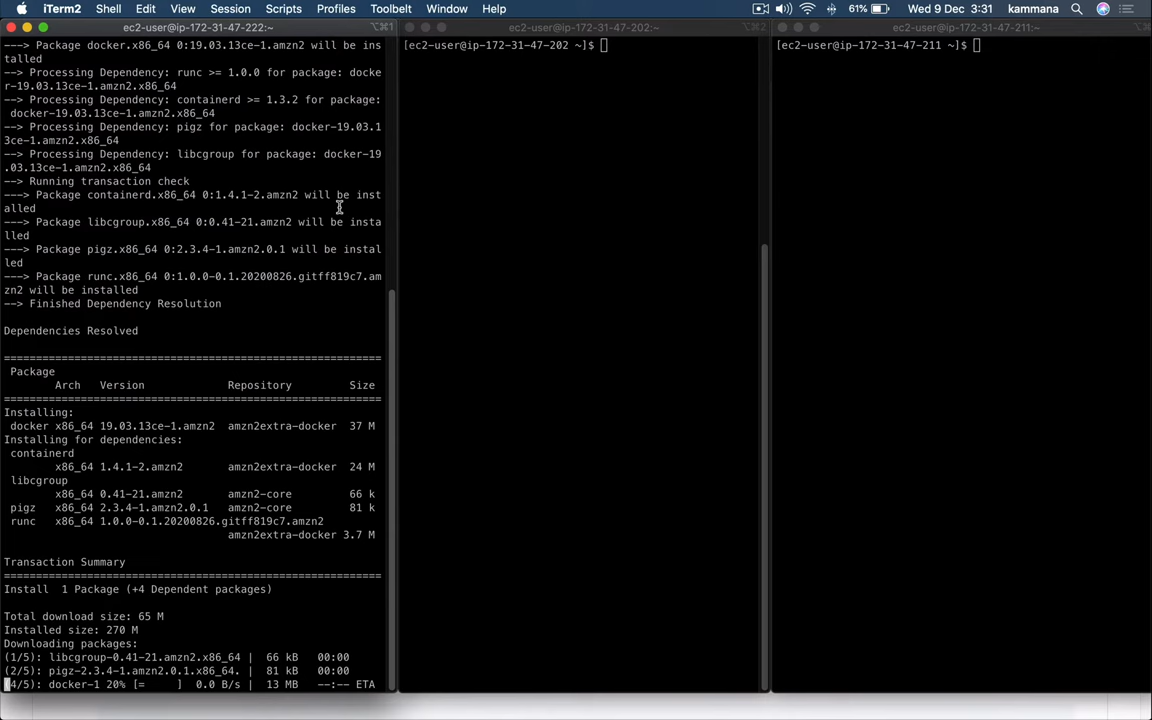 iTerm2 Shell Edit View Session Scripts Profiles Toolbelt Window Help 61% Wed 9 Dec 3:31 kammana
ec2-user@ip-172-31-47-222:~ ⌥⌘1
ec2-user@ip-172-31-47-202:~ ⌥⌘2
ec2-user@ip-172-31-47-211:~
---> Package docker.x86_64 0:19.03.13ce-1.amzn2 will be ins
talled
--> Processing Dependency: runc >= 1.0.0 for package: docke
r-19.03.13ce-1.amzn2.x86_64
--> Processing Dependency: containerd >= 1.3.2 for package:
 docker-19.03.13ce-1.amzn2.x86_64
--> Processing Dependency: pigz for package: docker-19.03.1
3ce-1.amzn2.x86_64
--> Processing Dependency: libcgroup for package: docker-19
.03.13ce-1.amzn2.x86_64
--> Running transaction check
---> Package containerd.x86_64 0:1.4.1-2.amzn2 will be inst
alled
---> Package libcgroup.x86_64 0:0.41-21.amzn2 will be insta
lled
---> Package pigz.x86_64 0:2.3.4-1.amzn2.0.1 will be instal
led
---> Package runc.x86_64 0:1.0.0-0.1.20200826.gitff819c7.am
zn2 will be installed
--> Finished Dependency Resolution
Dependencies Resolved
===========================================================
Package
Arch Version Repository Size
===========================================================
Installing:
docker x86_64 19.03.13ce-1.amzn2 amzn2extra-docker 37 M
Installing for dependencies:
containerd
x86_64 1.4.1-2.amzn2 amzn2extra-docker 24 M
libcgroup
x86_64 0.41-21.amzn2 amzn2-core 66 k
pigz x86_64 2.3.4-1.amzn2.0.1 amzn2-core 81 k
runc x86_64 1.0.0-0.1.20200826.gitff819c7.amzn2
amzn2extra-docker 3.7 M
Transaction Summary
===========================================================
Install 1 Package (+4 Dependent packages)
Total download size: 65 M
Installed size: 270 M
Downloading packages:
(1/5): libcgroup-0.41-21.amzn2.x86_64 | 66 kB 00:00
(2/5): pigz-2.3.4-1.amzn2.0.1.x86_64. | 81 kB 00:00
(4/5): docker-1 20% [= ] 0.0 B/s | 13 MB --:-- ETA
[ec2-user@ip-172-31-47-202 ~]$
[ec2-user@ip-172-31-47-211 ~]$